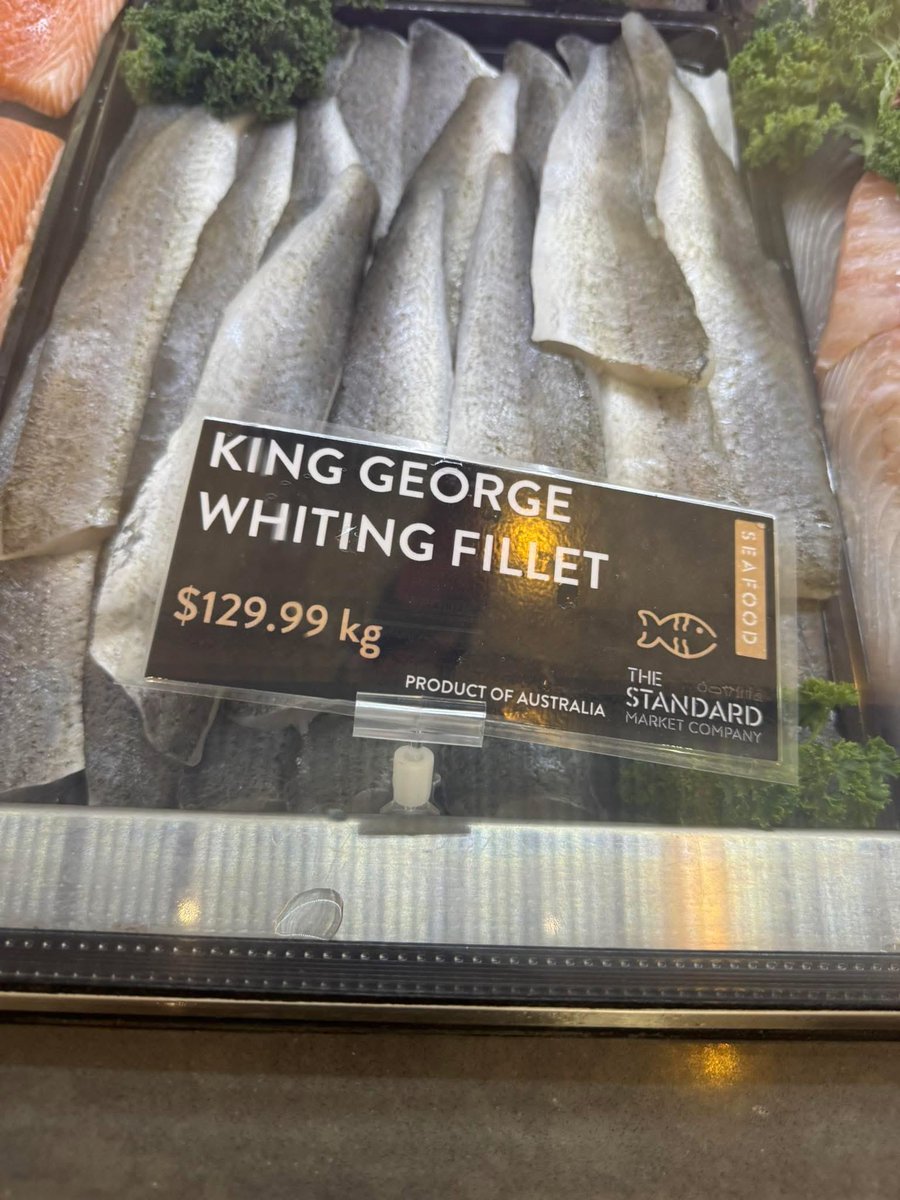 KING GEORGE
WHITING FILLET
$129.99 kg
PRODUCT OF AUSTRALIA
SEAFOOD
THE
STANDARD
MARKET COMPANY